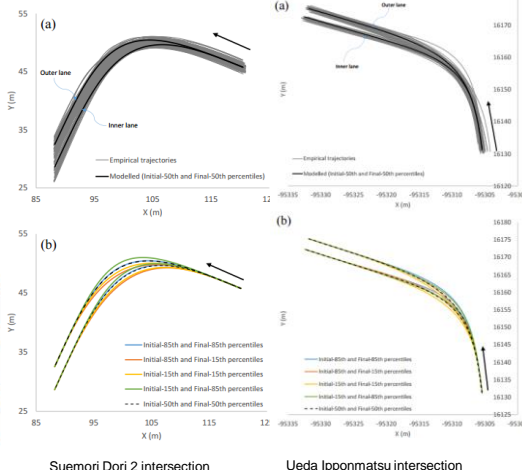 55
(a)
45
35
25
Y (m)
Outer lane
Inner lane
Empirical trajectories
Modelled (Initial-50th and Final-50th percentiles)
85 95 105 115
X (m)
(a)
Outer lane
Inner lane
16170
16160
16150
16140
16130
16120
Y(m)
Empirical trajectories
Modelled (Initial-50th and Final-50th percentiles)
-95335 -95330 -95325 -95320 -95315 -95310 -95305
X (m)
55
(b)
45
35
25
Y (m)
Initial-85th and Final-85th percentiles
Initial-85th and Final-15th percentiles
Initial-15th and Final-15th percentiles
Initial-15th and Final-85th percentiles
Initial-50th and Final-50th percentiles
85 95 105 115
X (m)
(b)
16180
16175
16170
16165
16160
16155
16150
16145
16140
16135
16130
16125
Y(m)
Initial-85th and Final-85th percentiles
Initial-85th and Final-15th percentiles
Initial-15th and Final-15th percentiles
Initial-15th and Final-85th percentiles
Initial-50th and Final-50th percentiles
-95335 -95330 -95325 -95320 -95315 -95310 -95305
X (m)
Suemori Dori 2 intersection
Ueda Ipponmatsu intersection